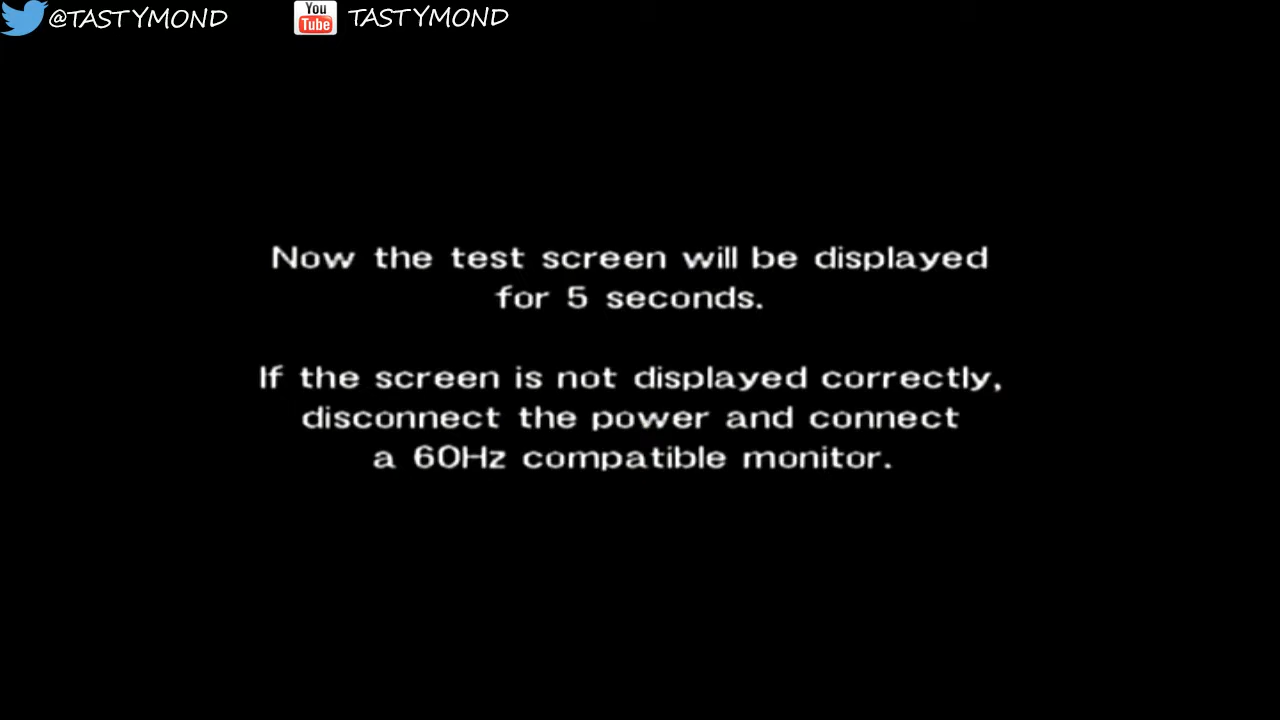 @TASTYMOND
You Tube TASTYMOND
Now the test screen will be displayed
for 5 seconds.
If the screen is not displayed correctly,
disconnect the power and connect
a 60Hz compatible monitor.